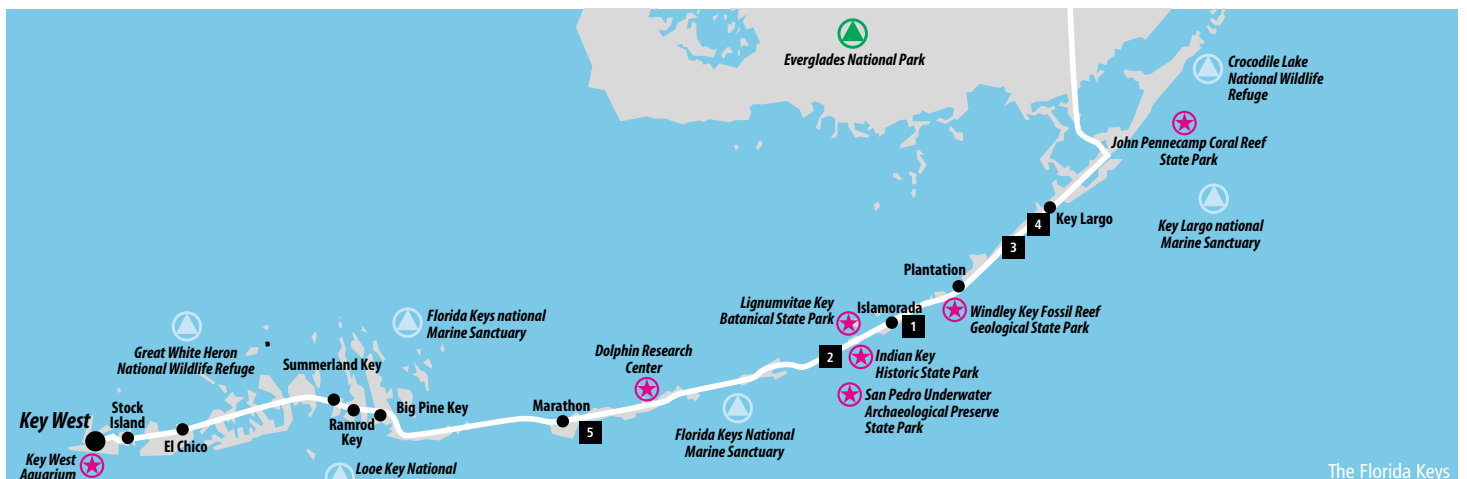 Everglades National Park
Crocodile Lake
National Wildlife
Refuge
John Pennecamp Coral Reef
State Park
Key Largo national
Marine Sanctuary
4
Key Largo
3
Plantation
Lignumvitae Key
Batanical State Park
Islamorada
1
Windley Key Fossil Reef
Geological State Park
2
Indian Key
Historic State Park
San Pedro Underwater
Archaeological Preserve
State Park
Florida Keys national
Marine Sanctuary
Great White Heron
National Wildlife Refuge
Summerland Key
Dolphin Research
Center
Key West
Stock
Island
El Chico
Ramrod
Key
Big Pine Key
Marathon
5
Florida Keys National
Marine Sanctuary
Key West
Aquarium
Looe Key National
The Florida Keys